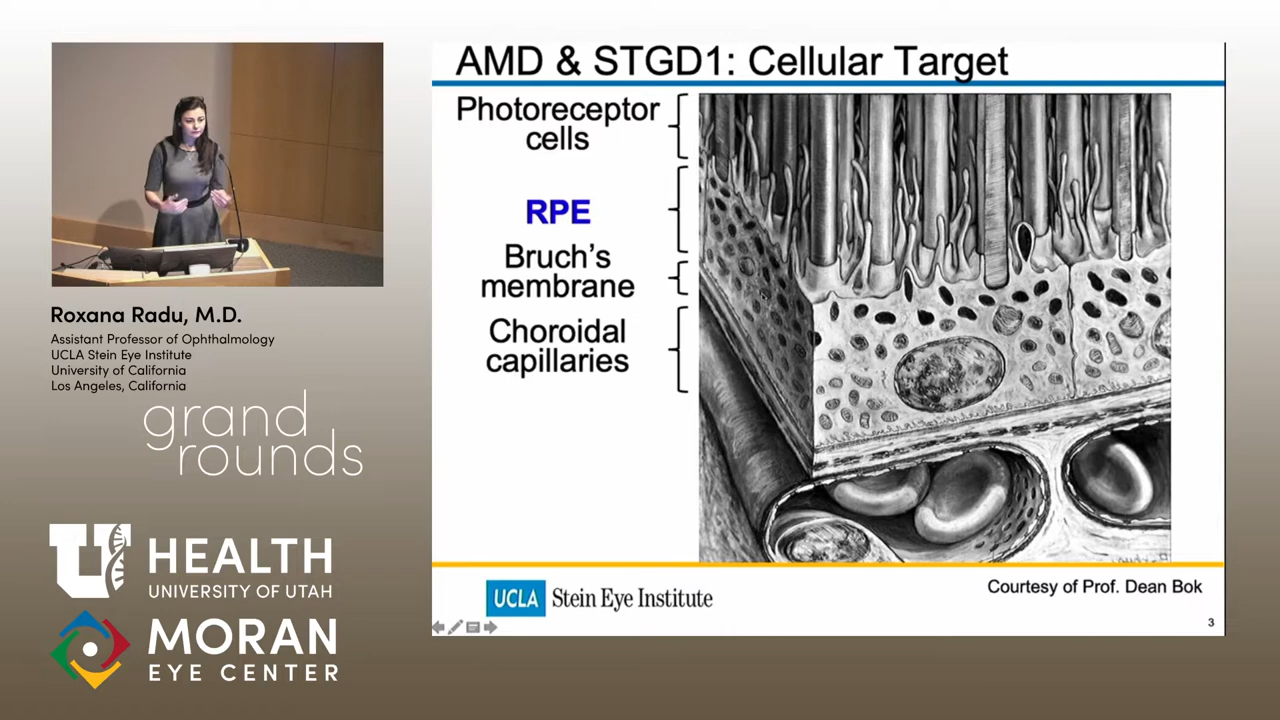 AMD & STGD1: Cellular Target
Photoreceptor
cells
RPE
Bruch's
membrane
Choroidal
capillaries
UCLA Stein Eye Institute
Courtesy of Prof. Dean Bok
3
Roxana Radu, M.D.
Assistant Professor of Ophthalmology
UCLA Stein Eye Institute
University of California
Los Angeles, California
grand
rounds
U HEALTH
UNIVERSITY OF UTAH
MORAN
EYE CENTER